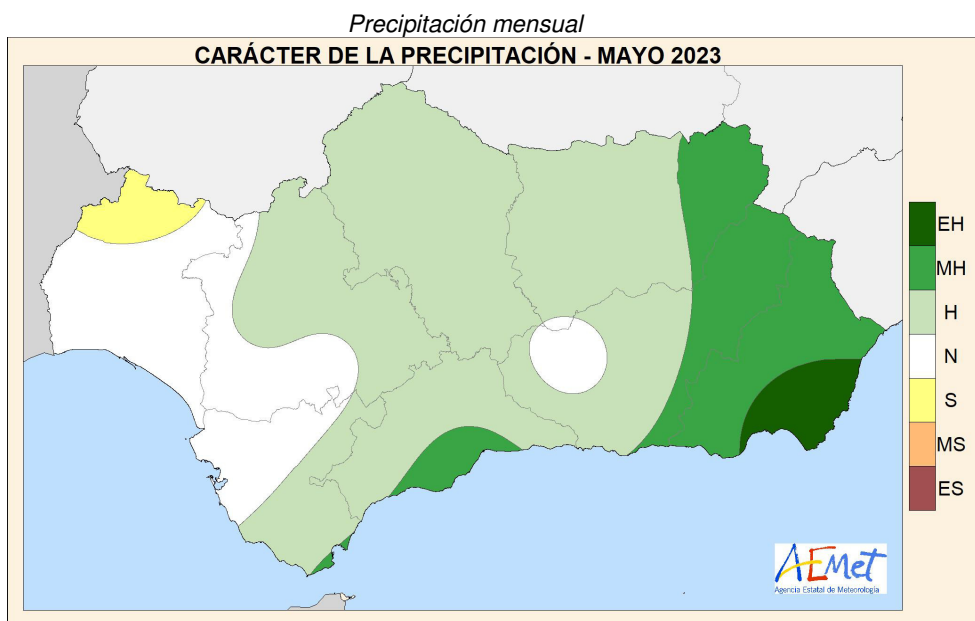 Precipitación mensual
CARÁCTER DE LA PRECIPITACIÓN - MAYO 2023
EH
MH
H
N
S
MS
ES
AEMet
Agencia Estatal de Meteorología